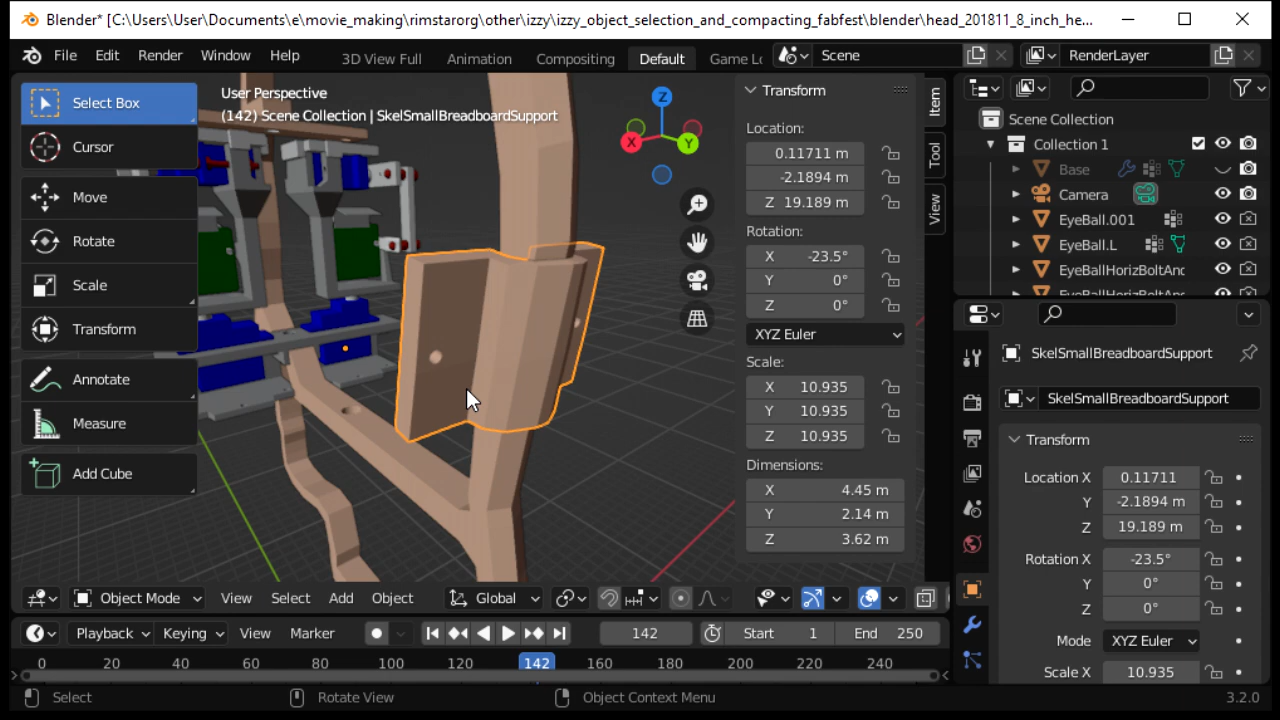 Blender* [C:\Users\User\Documents\e\movie_making\rimstarorg\other\izzy\izzy_object_selection_and_compacting_fabfest\blender\head_201811_8_inch_he...
File Edit Render Window Help
3D View Full Animation Compositing Default Game Lo
Scene
RenderLayer
Select Box
Cursor
Move
Rotate
Scale
Transform
Annotate
Measure
Add Cube
User Perspective
(142) Scene Collection | SkelSmallBreadboardSupport
Z
X
Y
Transform
Location:
0.11711 m
-2.1894 m
Z 19.189 m
Rotation:
X -23.5°
Y 0°
Z 0°
XYZ Euler
Scale:
X 10.935
Y 10.935
Z 10.935
Dimensions:
X 4.45 m
Y 2.14 m
Z 3.62 m
Item
Tool
View
Scene Collection
Collection 1
Base
Camera
EyeBall.001
EyeBall.L
EyeBallHorizBoltAnc
SkelSmallBreadboardSupport
SkelSmallBreadboardSupport
Transform
Location X 0.11711
Y -2.1894 m
Z 19.189 m
Rotation X -23.5°
Y 0°
Z 0°
Mode XYZ Euler
Scale X 10.935
Object Mode View Select Add Object Global
Playback Keying View Marker 142 Start 1 End 250
0 20 40 60 80 100 120 142 160 180 200 220 240
Select Rotate View Object Context Menu 3.2.0